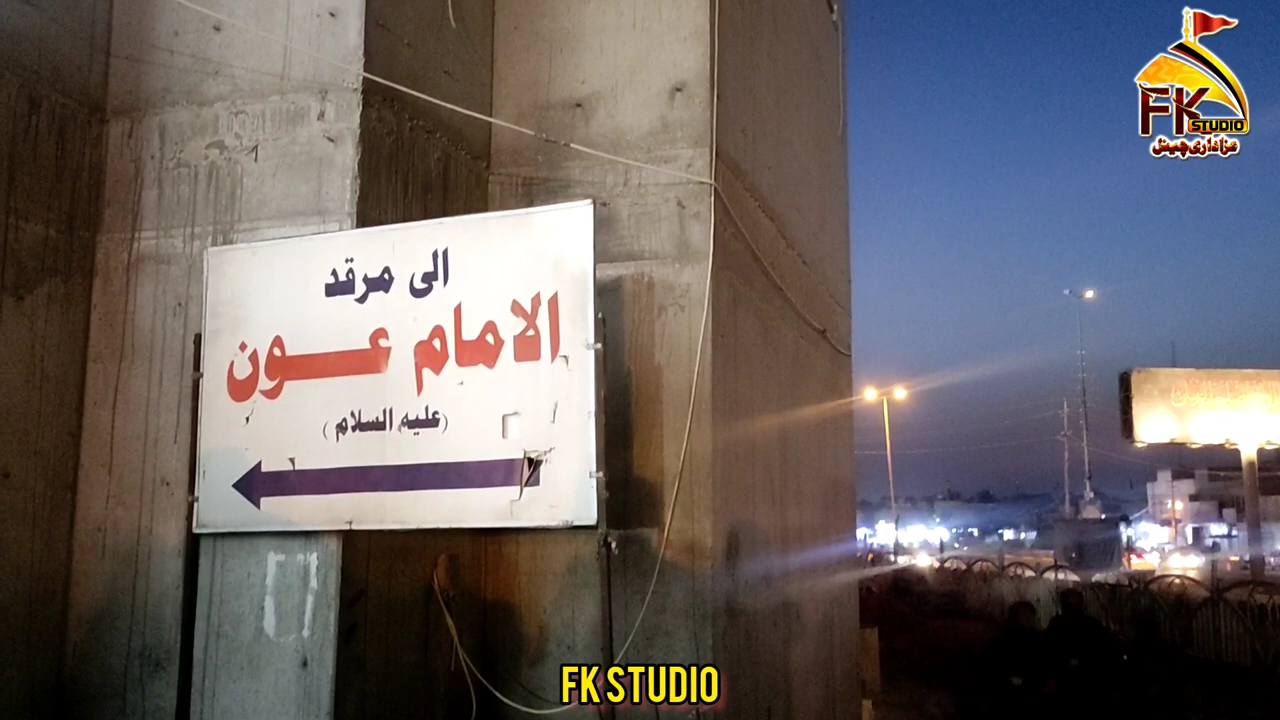 الى مرقد
الامام عون
(عليه السلام)
FK
STUDIO
عزاداری چینل
FK STUDIO